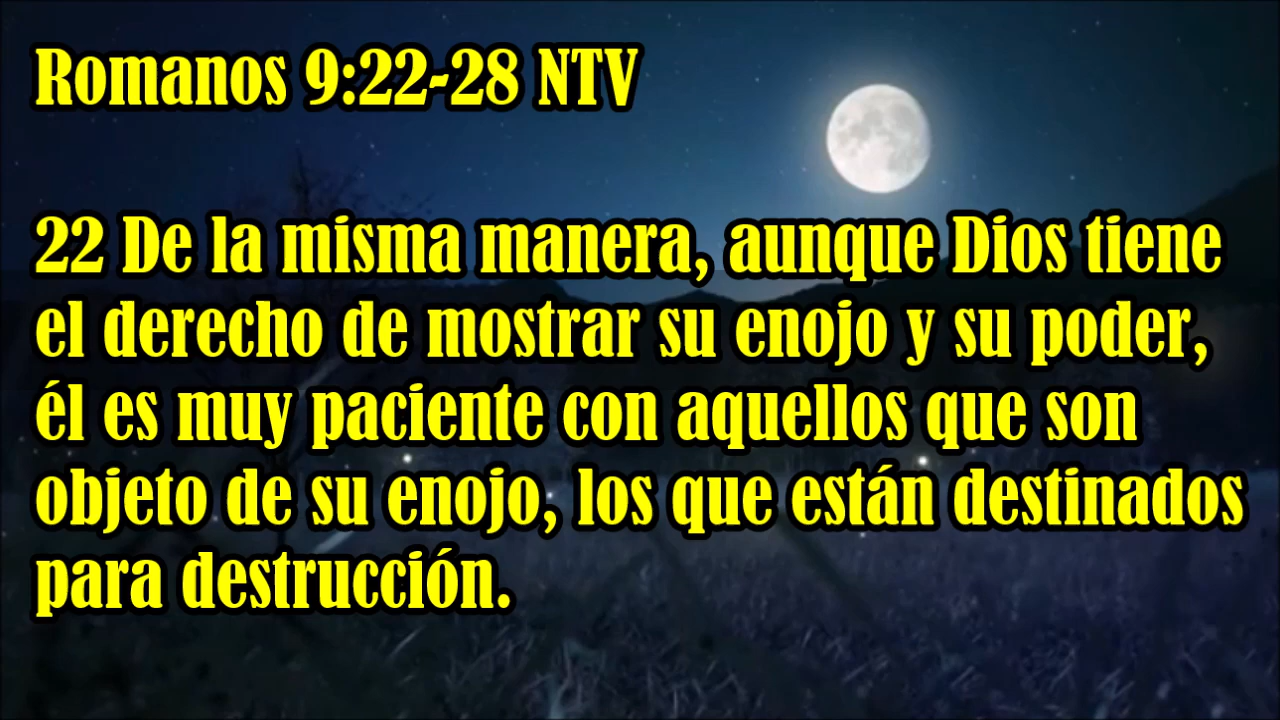 Romanos 9:22-28 NTV
22 De la misma manera, aunque Dios tiene
el derecho de mostrar su enojo y su poder,
él es muy paciente con aquellos que son
objeto de su enojo, los que están destinados
para destrucción.